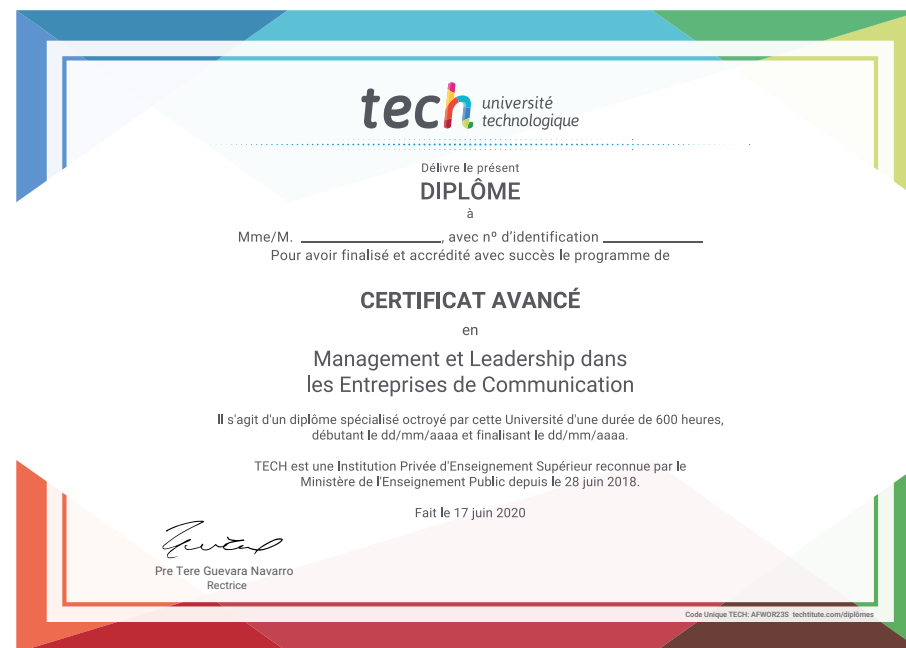 tech université
technologique
Délivre le présent
DIPLÔME
à
Mme/M. ____________________, avec nº d’identification ______________
Pour avoir finalisé et accrédité avec succès le programme de
CERTIFICAT AVANCÉ
en
Management et Leadership dans
les Entreprises de Communication
Il s'agit d'un diplôme spécialisé octroyé par cette Université d'une durée de 600 heures,
débutant le dd/mm/aaaa et finalisant le dd/mm/aaaa.
TECH est une Institution Privée d'Enseignement Supérieur reconnue par le
Ministère de l'Enseignement Public depuis le 28 juin 2018.
Fait le 17 juin 2020
Pre Tere Guevara Navarro
Rectrice
Code Unique TECH: AFWOR23S techtitute.com/diplômes